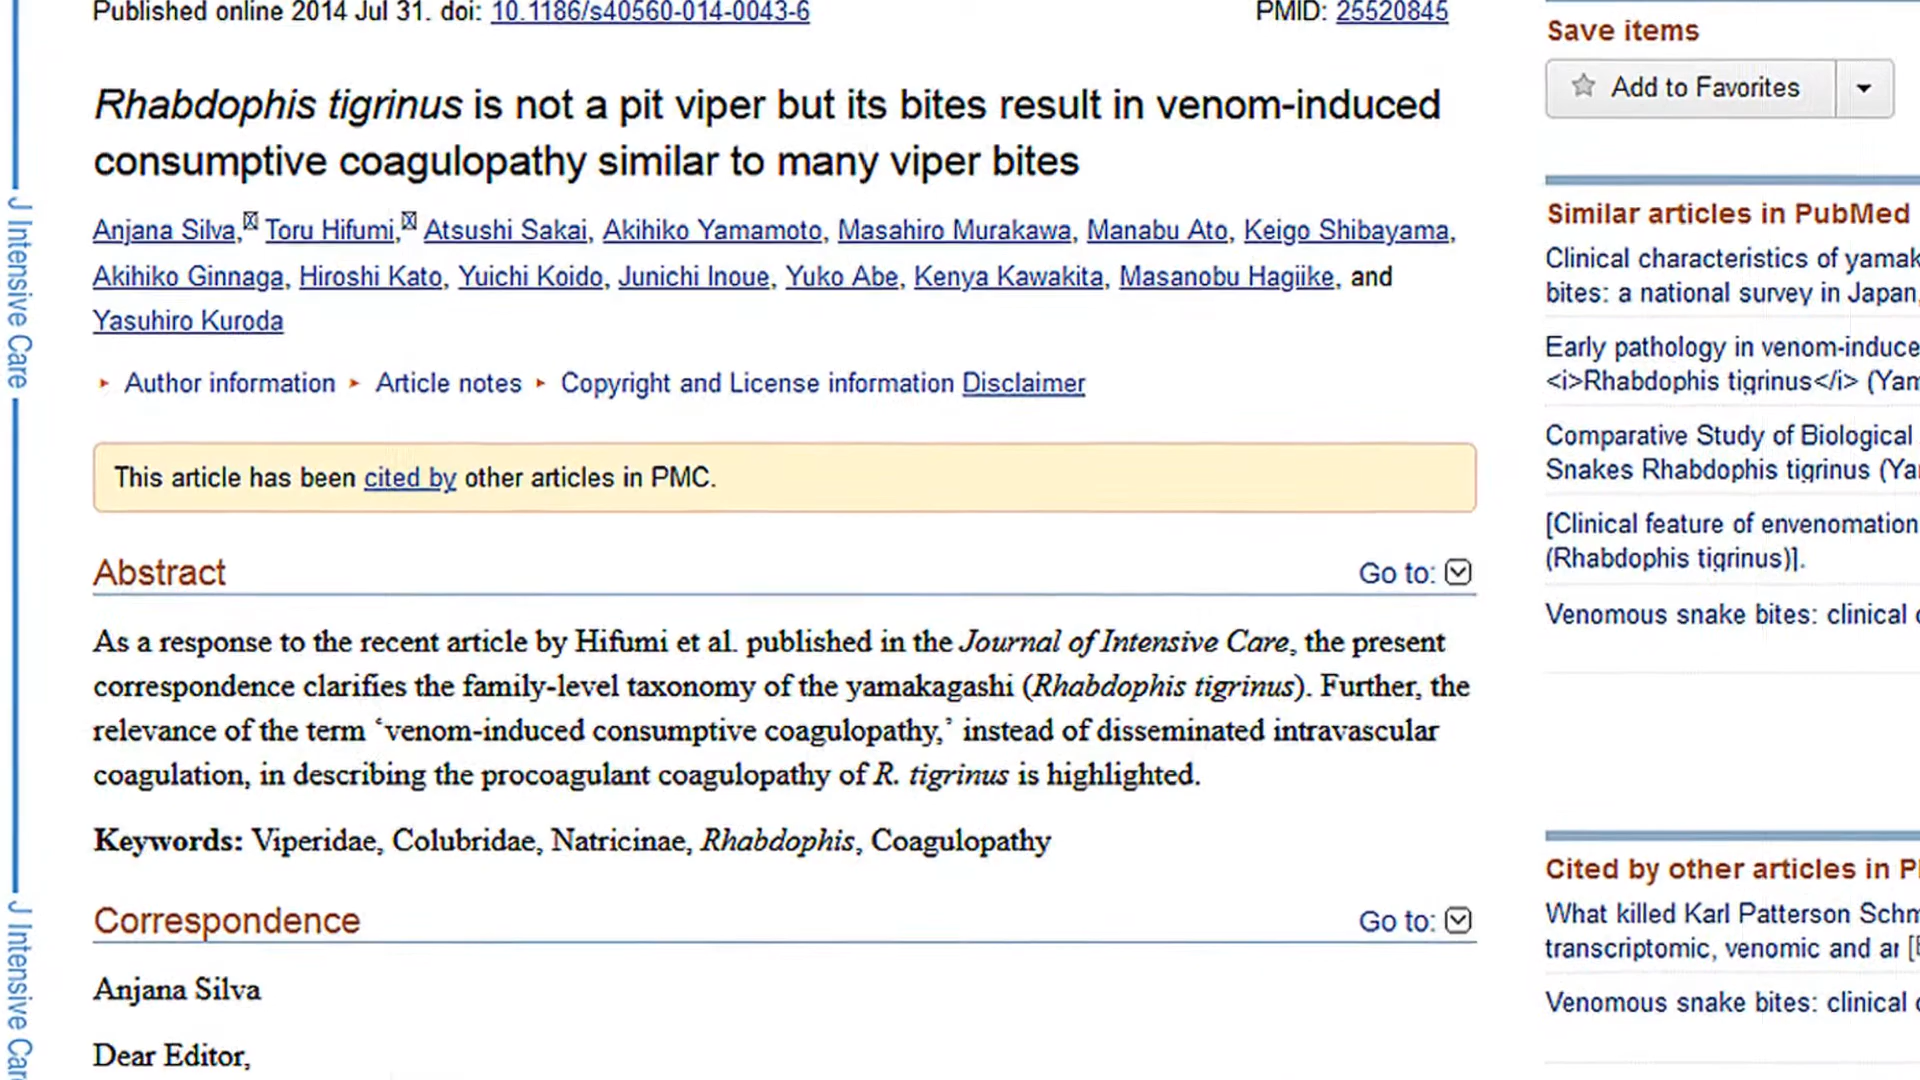 Published online 2014 Jul 31. doi: 10.1186/s40560-014-0043-6
PMID: 25520845
Rhabdophis tigrinus is not a pit viper but its bites result in venom-induced
consumptive coagulopathy similar to many viper bites
Anjana Silva, Toru Hifumi, Atsushi Sakai, Akihiko Yamamoto, Masahiro Murakawa, Manabu Ato, Keigo Shibayama,
Akihiko Ginnaga, Hiroshi Kato, Yuichi Koido, Junichi Inoue, Yuko Abe, Kenya Kawakita, Masanobu Hagiike, and
Yasuhiro Kuroda
Author information Article notes Copyright and License information Disclaimer
This article has been cited by other articles in PMC.
Abstract
Go to:
As a response to the recent article by Hifumi et al. published in the Journal of Intensive Care, the present
correspondence clarifies the family-level taxonomy of the yamakagashi (Rhabdophis tigrinus). Further, the
relevance of the term ‘venom-induced consumptive coagulopathy,’ instead of disseminated intravascular
coagulation, in describing the procoagulant coagulopathy of R. tigrinus is highlighted.
Keywords: Viperidae, Colubridae, Natricinae, Rhabdophis, Coagulopathy
Correspondence
Go to:
Anjana Silva
Dear Editor,
J Intensive Care
J Intensive Car
Save items
Add to Favorites
Similar articles in PubMed
Clinical characteristics of yamak
bites: a national survey in Japan,
Early pathology in venom-induce
<i>Rhabdophis tigrinus</i> (Yam
Comparative Study of Biological
Snakes Rhabdophis tigrinus (Ya
[Clinical feature of envenomation
(Rhabdophis tigrinus)].
Venomous snake bites: clinical
Cited by other articles in P
What killed Karl Patterson Schm
transcriptomic, venomic and ar [
Venomous snake bites: clinical